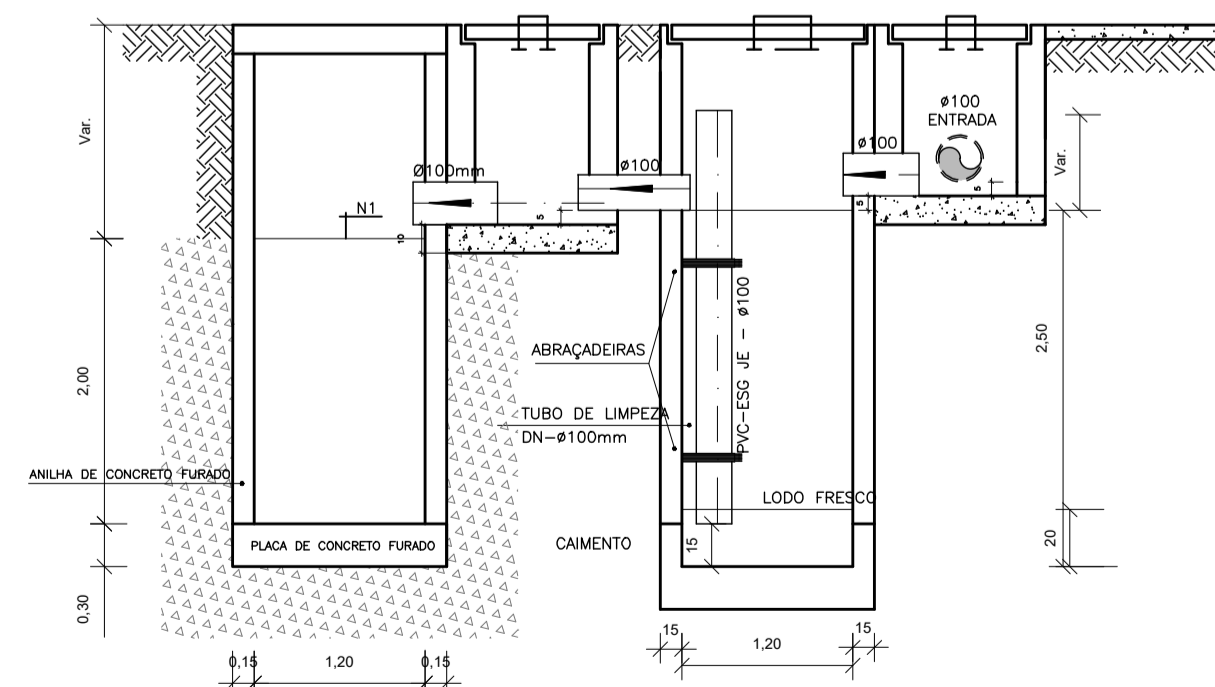 Var.
2,00
0,30
Ø100mm
N1
10
5
ø100
ø100
5
ø100
ENTRADA
5
Var.
2,50
20
ABRAÇADEIRAS
TUBO DE LIMPEZA
DN-Ø100mm
PVC-ESG JE - ø100
LODO FRESCO
ANILHA DE CONCRETO FURADO
PLACA DE CONCRETO FURADO
CAIMENTO
15
0,15
1,20
0,15
15
1,20
15